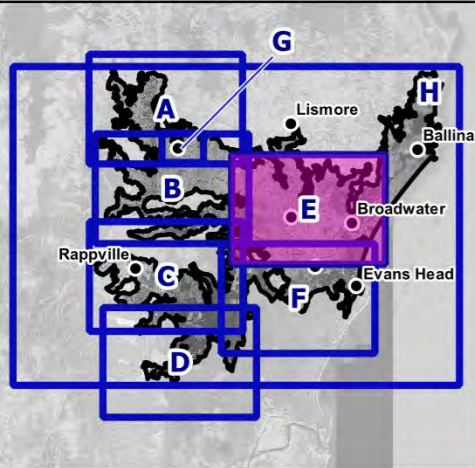 G
A
H
Lismore
Ballina
B
E
Broadwater
Rappville
C
Evans Head
F
D